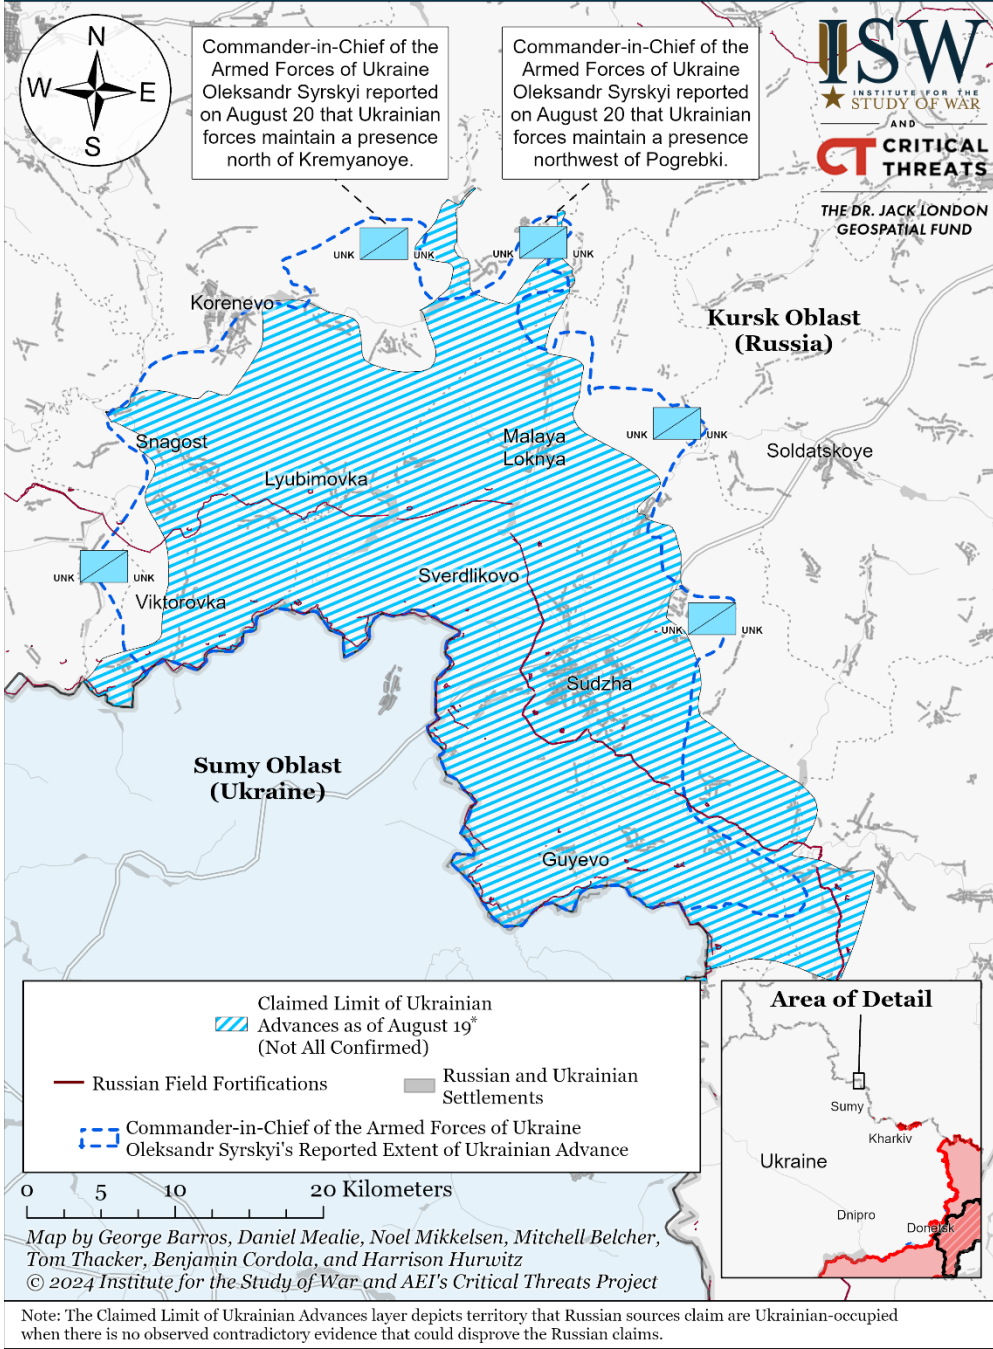 N
W
E
S
Commander-in-Chief of the
Armed Forces of Ukraine
Oleksandr Syrskyi reported
on August 20 that Ukrainian
forces maintain a presence
north of Kremyanoye.
Commander-in-Chief of the
Armed Forces of Ukraine
Oleksandr Syrskyi reported
on August 20 that Ukrainian
forces maintain a presence
northwest of Pogrebki.
ISW
INSTITUTE FOR THE
STUDY OF WAR
AND
CT CRITICAL
THREATS
THE DR. JACK LONDON
GEOSPATIAL FUND
UNK
UNK
UNK
UNK
Korenevo
Kursk Oblast
(Russia)
UNK
UNK
Snagost
Malaya
Loknya
Soldatskoye
Lyubimovka
UNK
UNK
Sverdlikovo
Viktorovka
UNK
UNK
Sudzha
Sumy Oblast
(Ukraine)
Guyevo
Claimed Limit of Ukrainian
Advances as of August 19*
(Not All Confirmed)
Russian Field Fortifications
Russian and Ukrainian
Settlements
Commander-in-Chief of the Armed Forces of Ukraine
Oleksandr Syrskyi's Reported Extent of Ukrainian Advance
Area of Detail
Sumy
Kharkiv
Ukraine
Dnipro
Donetsk
0 5 10 20 Kilometers
Map by George Barros, Daniel Mealie, Noel Mikkelsen, Mitchell Belcher,
Tom Thacker, Benjamin Cordola, and Harrison Hurwitz
© 2024 Institute for the Study of War and AEI's Critical Threats Project
Note: The Claimed Limit of Ukrainian Advances layer depicts territory that Russian sources claim are Ukrainian-occupied
when there is no observed contradictory evidence that could disprove the Russian claims.